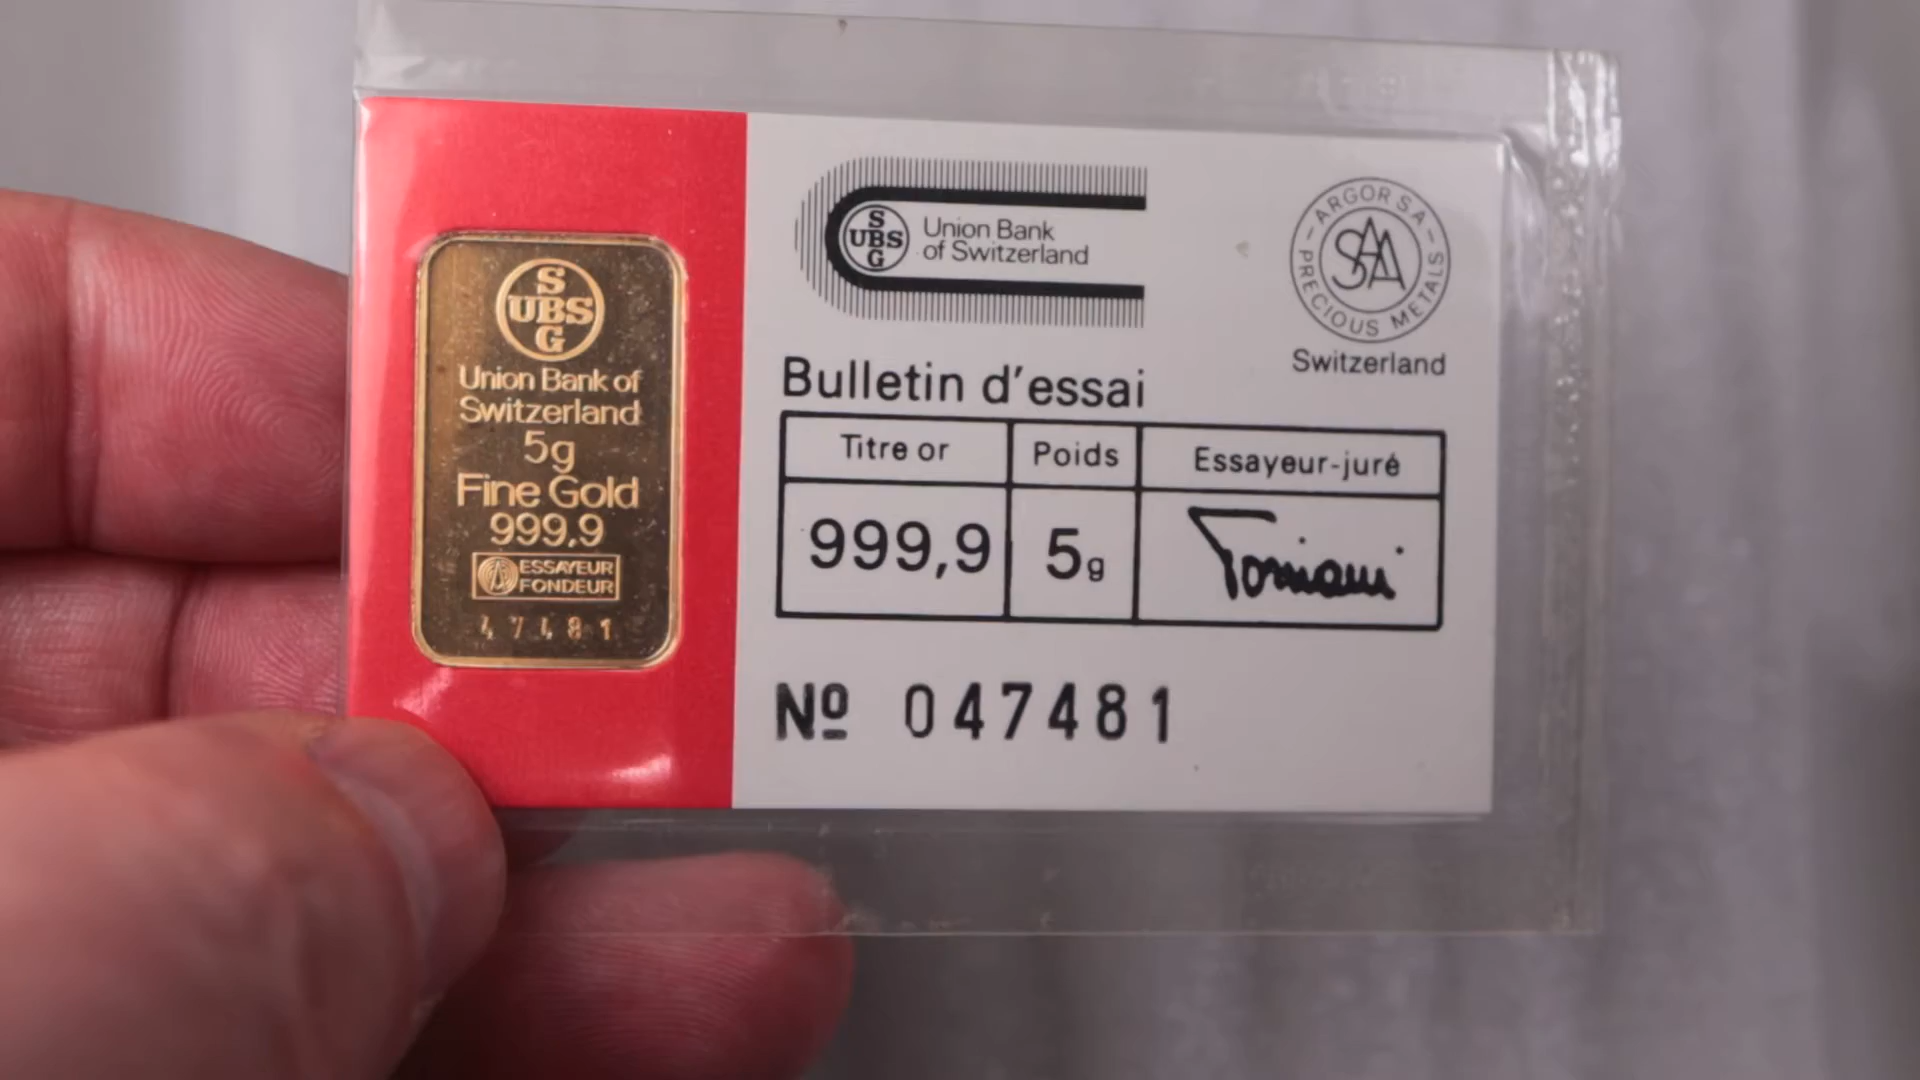 S
UBS
G
Union Bank of
Switzerland
5g
Fine Gold
999,9
ESSAYEUR
FONDEUR
47481
S
UBS
G
Union Bank
of Switzerland
ARGOR S.A.
PRECIOUS METALS
SAA
Switzerland
Bulletin d'essai
Titre or
Poids
Essayeur-juré
999,9
5g
Nº 047481